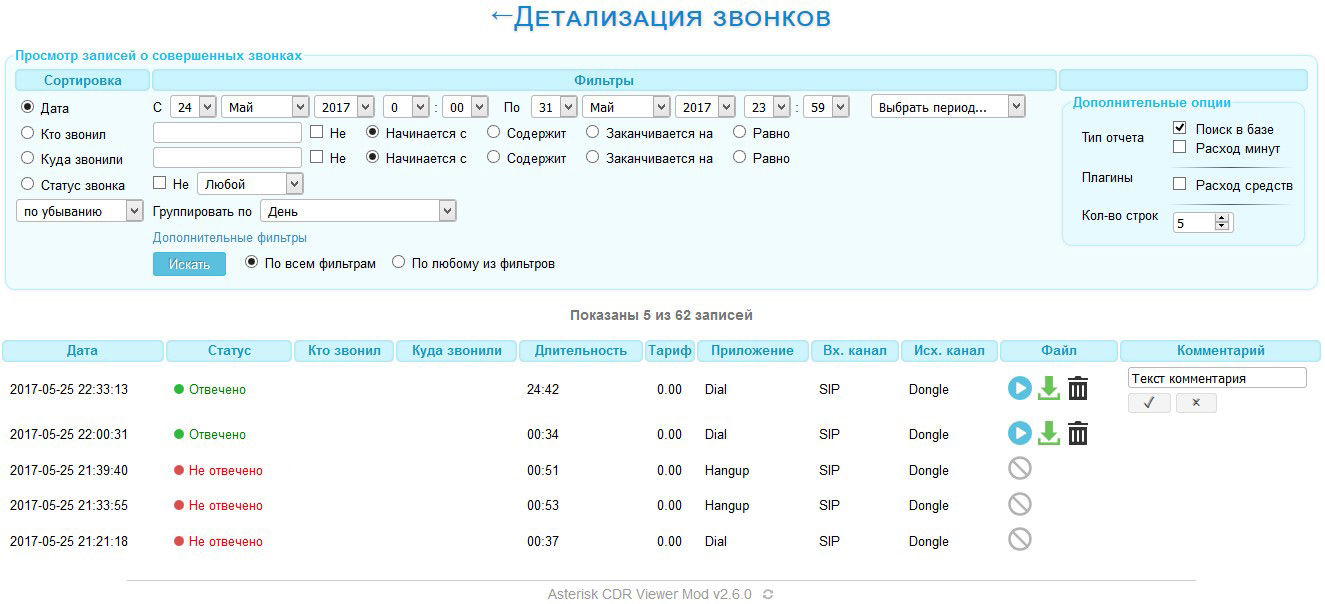 ←Детализация звонков
Просмотр записей о совершенных звонках
Сортировка Фильтры
Дата С 24 Май 2017 0 : 00 По 31 Май 2017 23 : 59 Выбрать период... Дополнительные опции
Кто звонил Не Начинается с Содержит Заканчивается на Равно Тип отчета Поиск в базе
Расход минут
Куда звонили Не Начинается с Содержит Заканчивается на Равно
Статус звонка Не Любой Плагины Расход средств
по убыванию Группировать по День Кол-во строк 5
Дополнительные фильтры
Искать По всем фильтрам По любому из фильтров
Показаны 5 из 62 записей
Дата Статус Кто звонил Куда звонили Длительность Тариф Приложение Вх. канал Исх. канал Файл Комментарий
2017-05-25 22:33:13 Отвечено 24:42 0.00 Dial SIP Dongle Текст комментария
2017-05-25 22:00:31 Отвечено 00:34 0.00 Dial SIP Dongle
2017-05-25 21:39:40 Не отвечено 00:51 0.00 Hangup SIP Dongle
2017-05-25 21:33:55 Не отвечено 00:53 0.00 Hangup SIP Dongle
2017-05-25 21:21:18 Не отвечено 00:37 0.00 Dial SIP Dongle
Asterisk CDR Viewer Mod v2.6.0